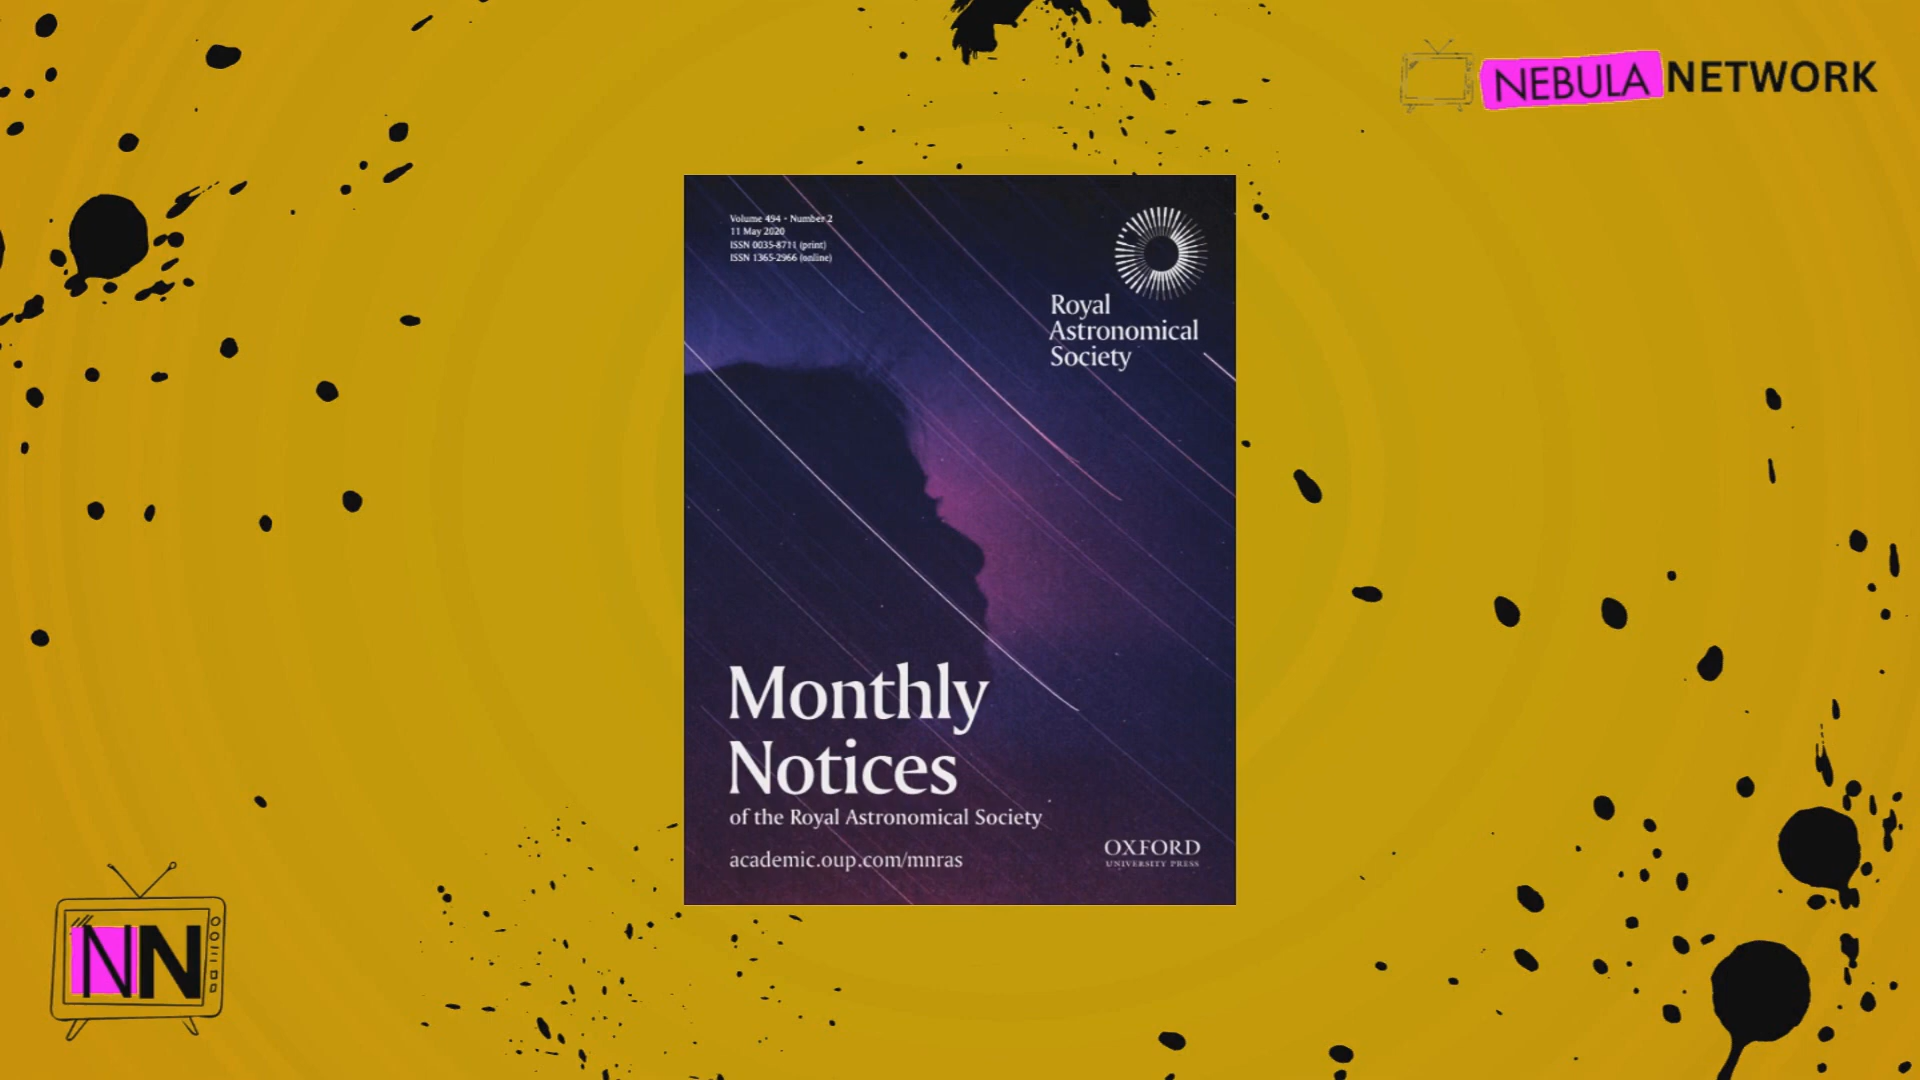 NEBULA NETWORK
Volume 494 - Number 2
11 May 2020
ISSN 0035-8711 (print)
ISSN 1365-2966 (online)
Royal
Astronomical
Society
Monthly
Notices
of the Royal Astronomical Society
academic.oup.com/mnras
OXFORD
UNIVERSITY PRESS
NN